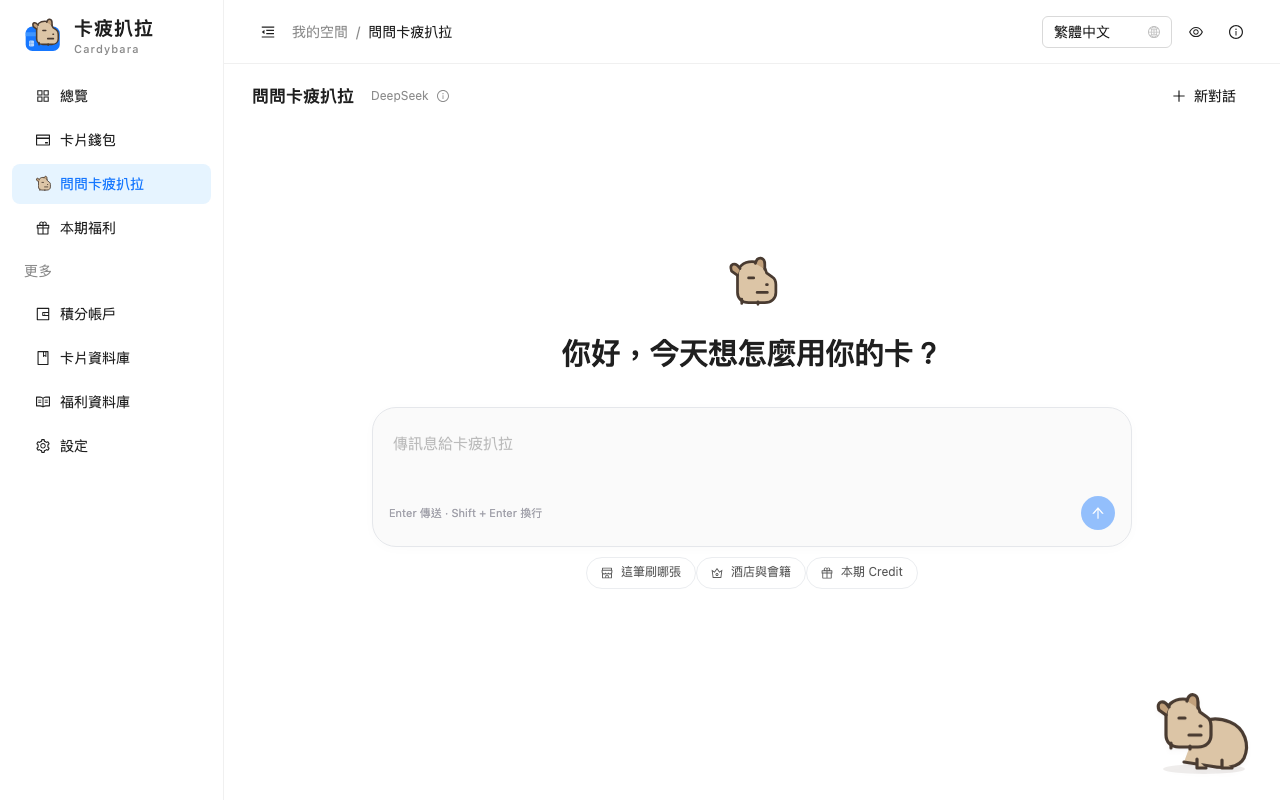 卡疲扒拉
Cardybara
總覽
卡片錢包
問問卡疲扒拉
本期福利
更多
積分帳戶
卡片資料庫
福利資料庫
設定
我的空間 / 問問卡疲扒拉
繁體中文
問問卡疲扒拉 DeepSeek
新對話
你好，今天想怎麼用你的卡？
傳訊息給卡疲扒拉
Enter 傳送 · Shift + Enter 換行
這筆刷哪張
酒店與會籍
本期 Credit